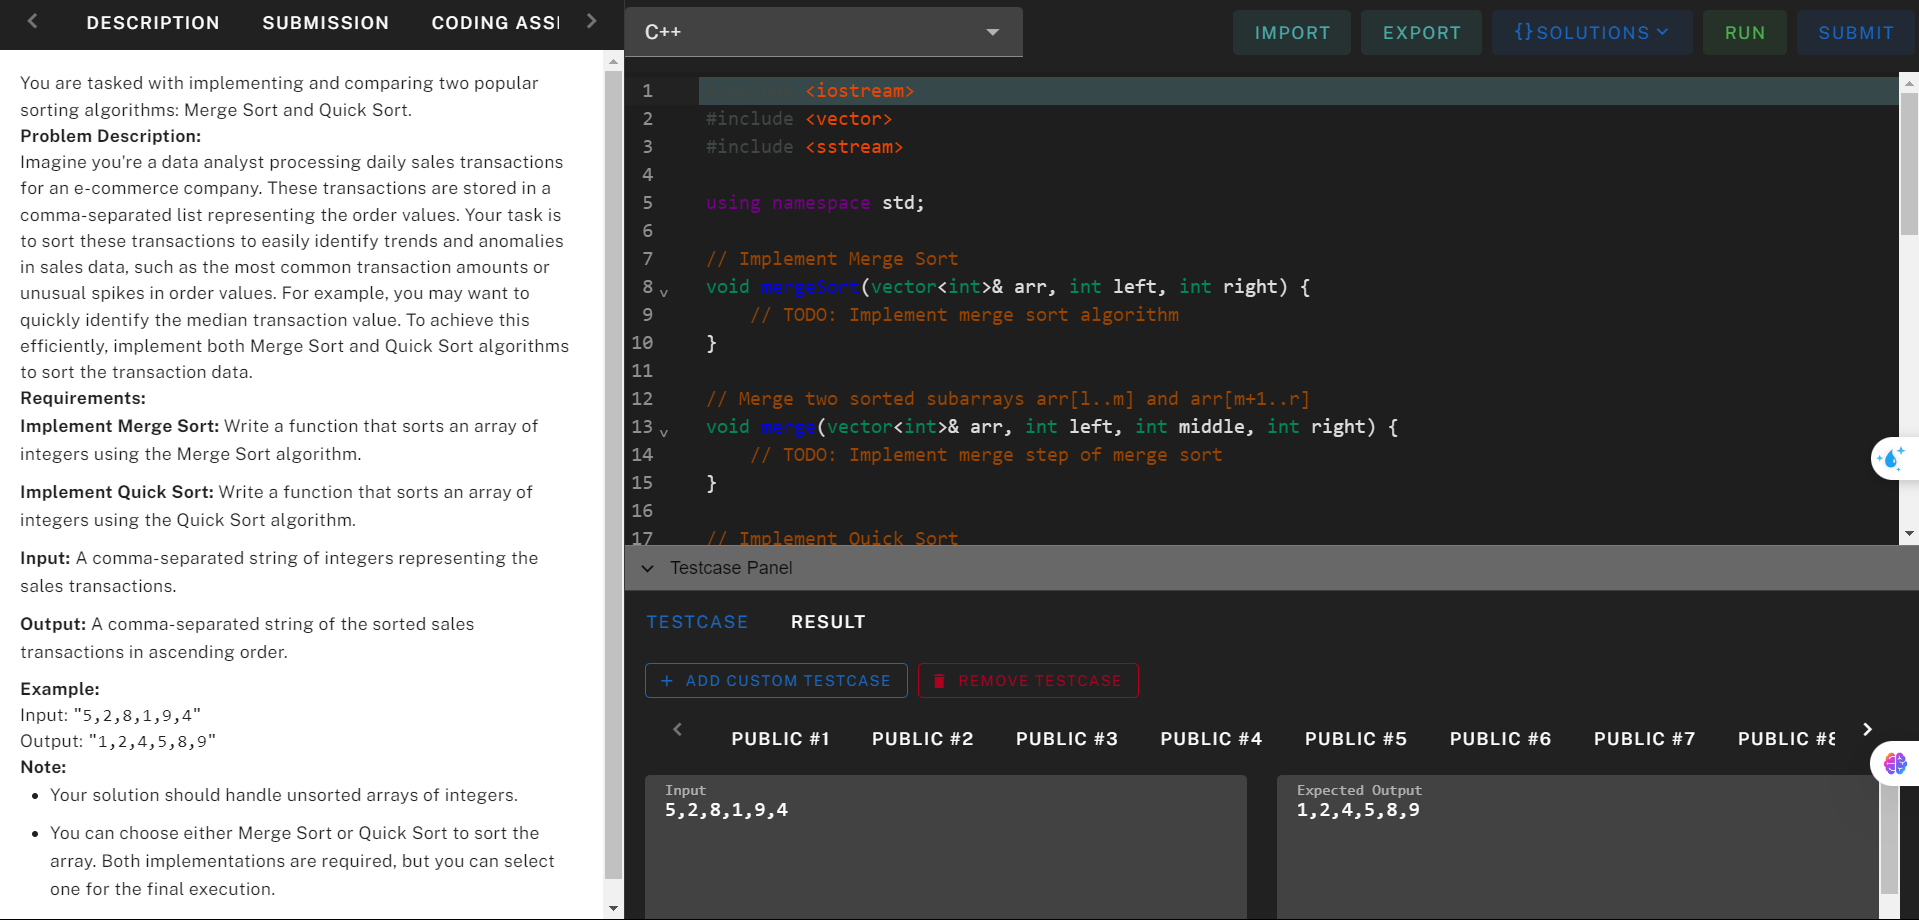 DESCRIPTION SUBMISSION CODING ASSI
You are tasked with implementing and comparing two popular
sorting algorithms: Merge Sort and Quick Sort.
Problem Description:
Imagine you're a data analyst processing daily sales transactions
for an e-commerce company. These transactions are stored in a
comma-separated list representing the order values. Your task is
to sort these transactions to easily identify trends and anomalies
in sales data, such as the most common transaction amounts or
unusual spikes in order values. For example, you may want to
quickly identify the median transaction value. To achieve this
efficiently, implement both Merge Sort and Quick Sort algorithms
to sort the transaction data.
Requirements:
Implement Merge Sort: Write a function that sorts an array of
integers using the Merge Sort algorithm.
Implement Quick Sort: Write a function that sorts an array of
integers using the Quick Sort algorithm.
Input: A comma-separated string of integers representing the
sales transactions.
Output: A comma-separated string of the sorted sales
transactions in ascending order.
Example:
Input: "5,2,8,1,9,4"
Output: "1,2,4,5,8,9"
Note:
• Your solution should handle unsorted arrays of integers.
• You can choose either Merge Sort or Quick Sort to sort the
array. Both implementations are required, but you can select
one for the final execution.
C++
IMPORT EXPORT {}SOLUTIONS RUN SUBMIT
1 <iostream>
2 #include <vector>
3 #include <sstream>
4
5 using namespace std;
6
7 // Implement Merge Sort
8 void mergeSort(vector<int>& arr, int left, int right) {
9 // TODO: Implement merge sort algorithm
10 }
11
12 // Merge two sorted subarrays arr[l..m] and arr[m+1..r]
13 void merge(vector<int>& arr, int left, int middle, int right) {
14 // TODO: Implement merge step of merge sort
15 }
16
17 // Implement Quick Sort
Testcase Panel
TESTCASE RESULT
+ ADD CUSTOM TESTCASE REMOVE TESTCASE
PUBLIC #1 PUBLIC #2 PUBLIC #3 PUBLIC #4 PUBLIC #5 PUBLIC #6 PUBLIC #7 PUBLIC #8
Input
5,2,8,1,9,4
Expected Output
1,2,4,5,8,9